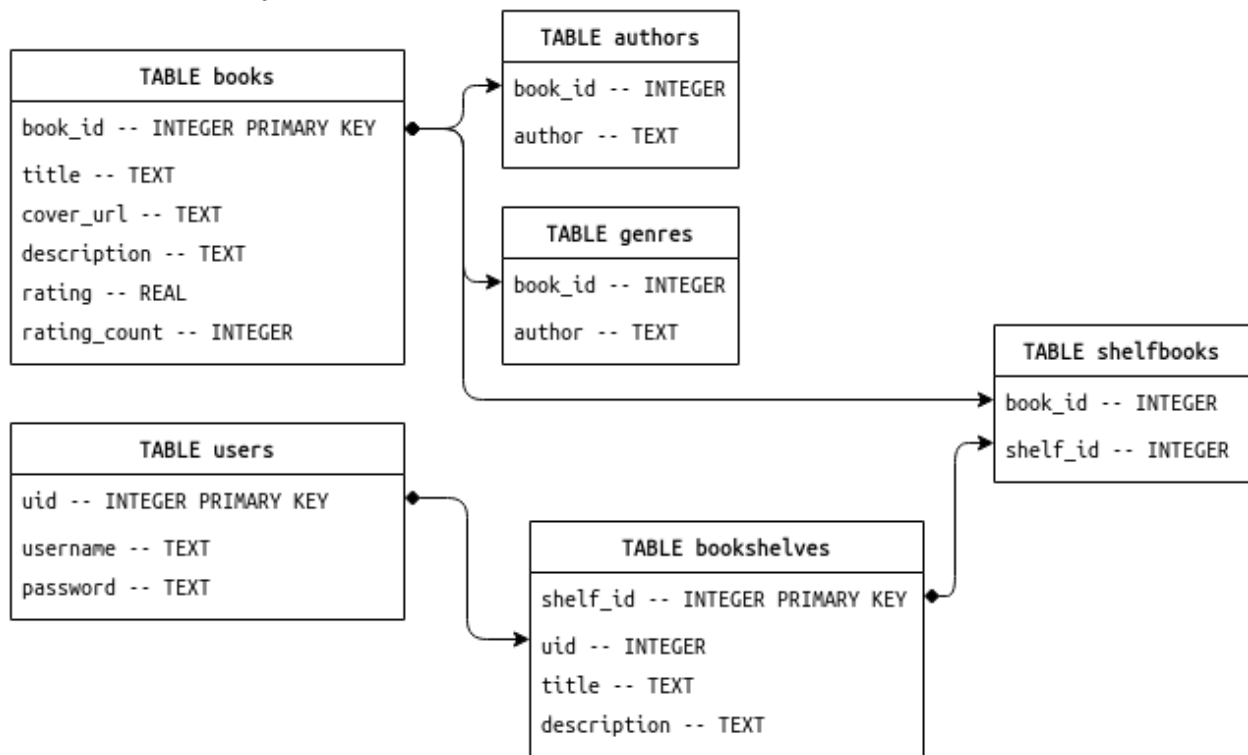 TABLE books
book_id -- INTEGER PRIMARY KEY
title -- TEXT
cover_url -- TEXT
description -- TEXT
rating -- REAL
rating_count -- INTEGER
TABLE authors
book_id -- INTEGER
author -- TEXT
TABLE genres
book_id -- INTEGER
author -- TEXT
TABLE shelfbooks
book_id -- INTEGER
shelf_id -- INTEGER
TABLE users
uid -- INTEGER PRIMARY KEY
username -- TEXT
password -- TEXT
TABLE bookshelves
shelf_id -- INTEGER PRIMARY KEY
uid -- INTEGER
title -- TEXT
description -- TEXT